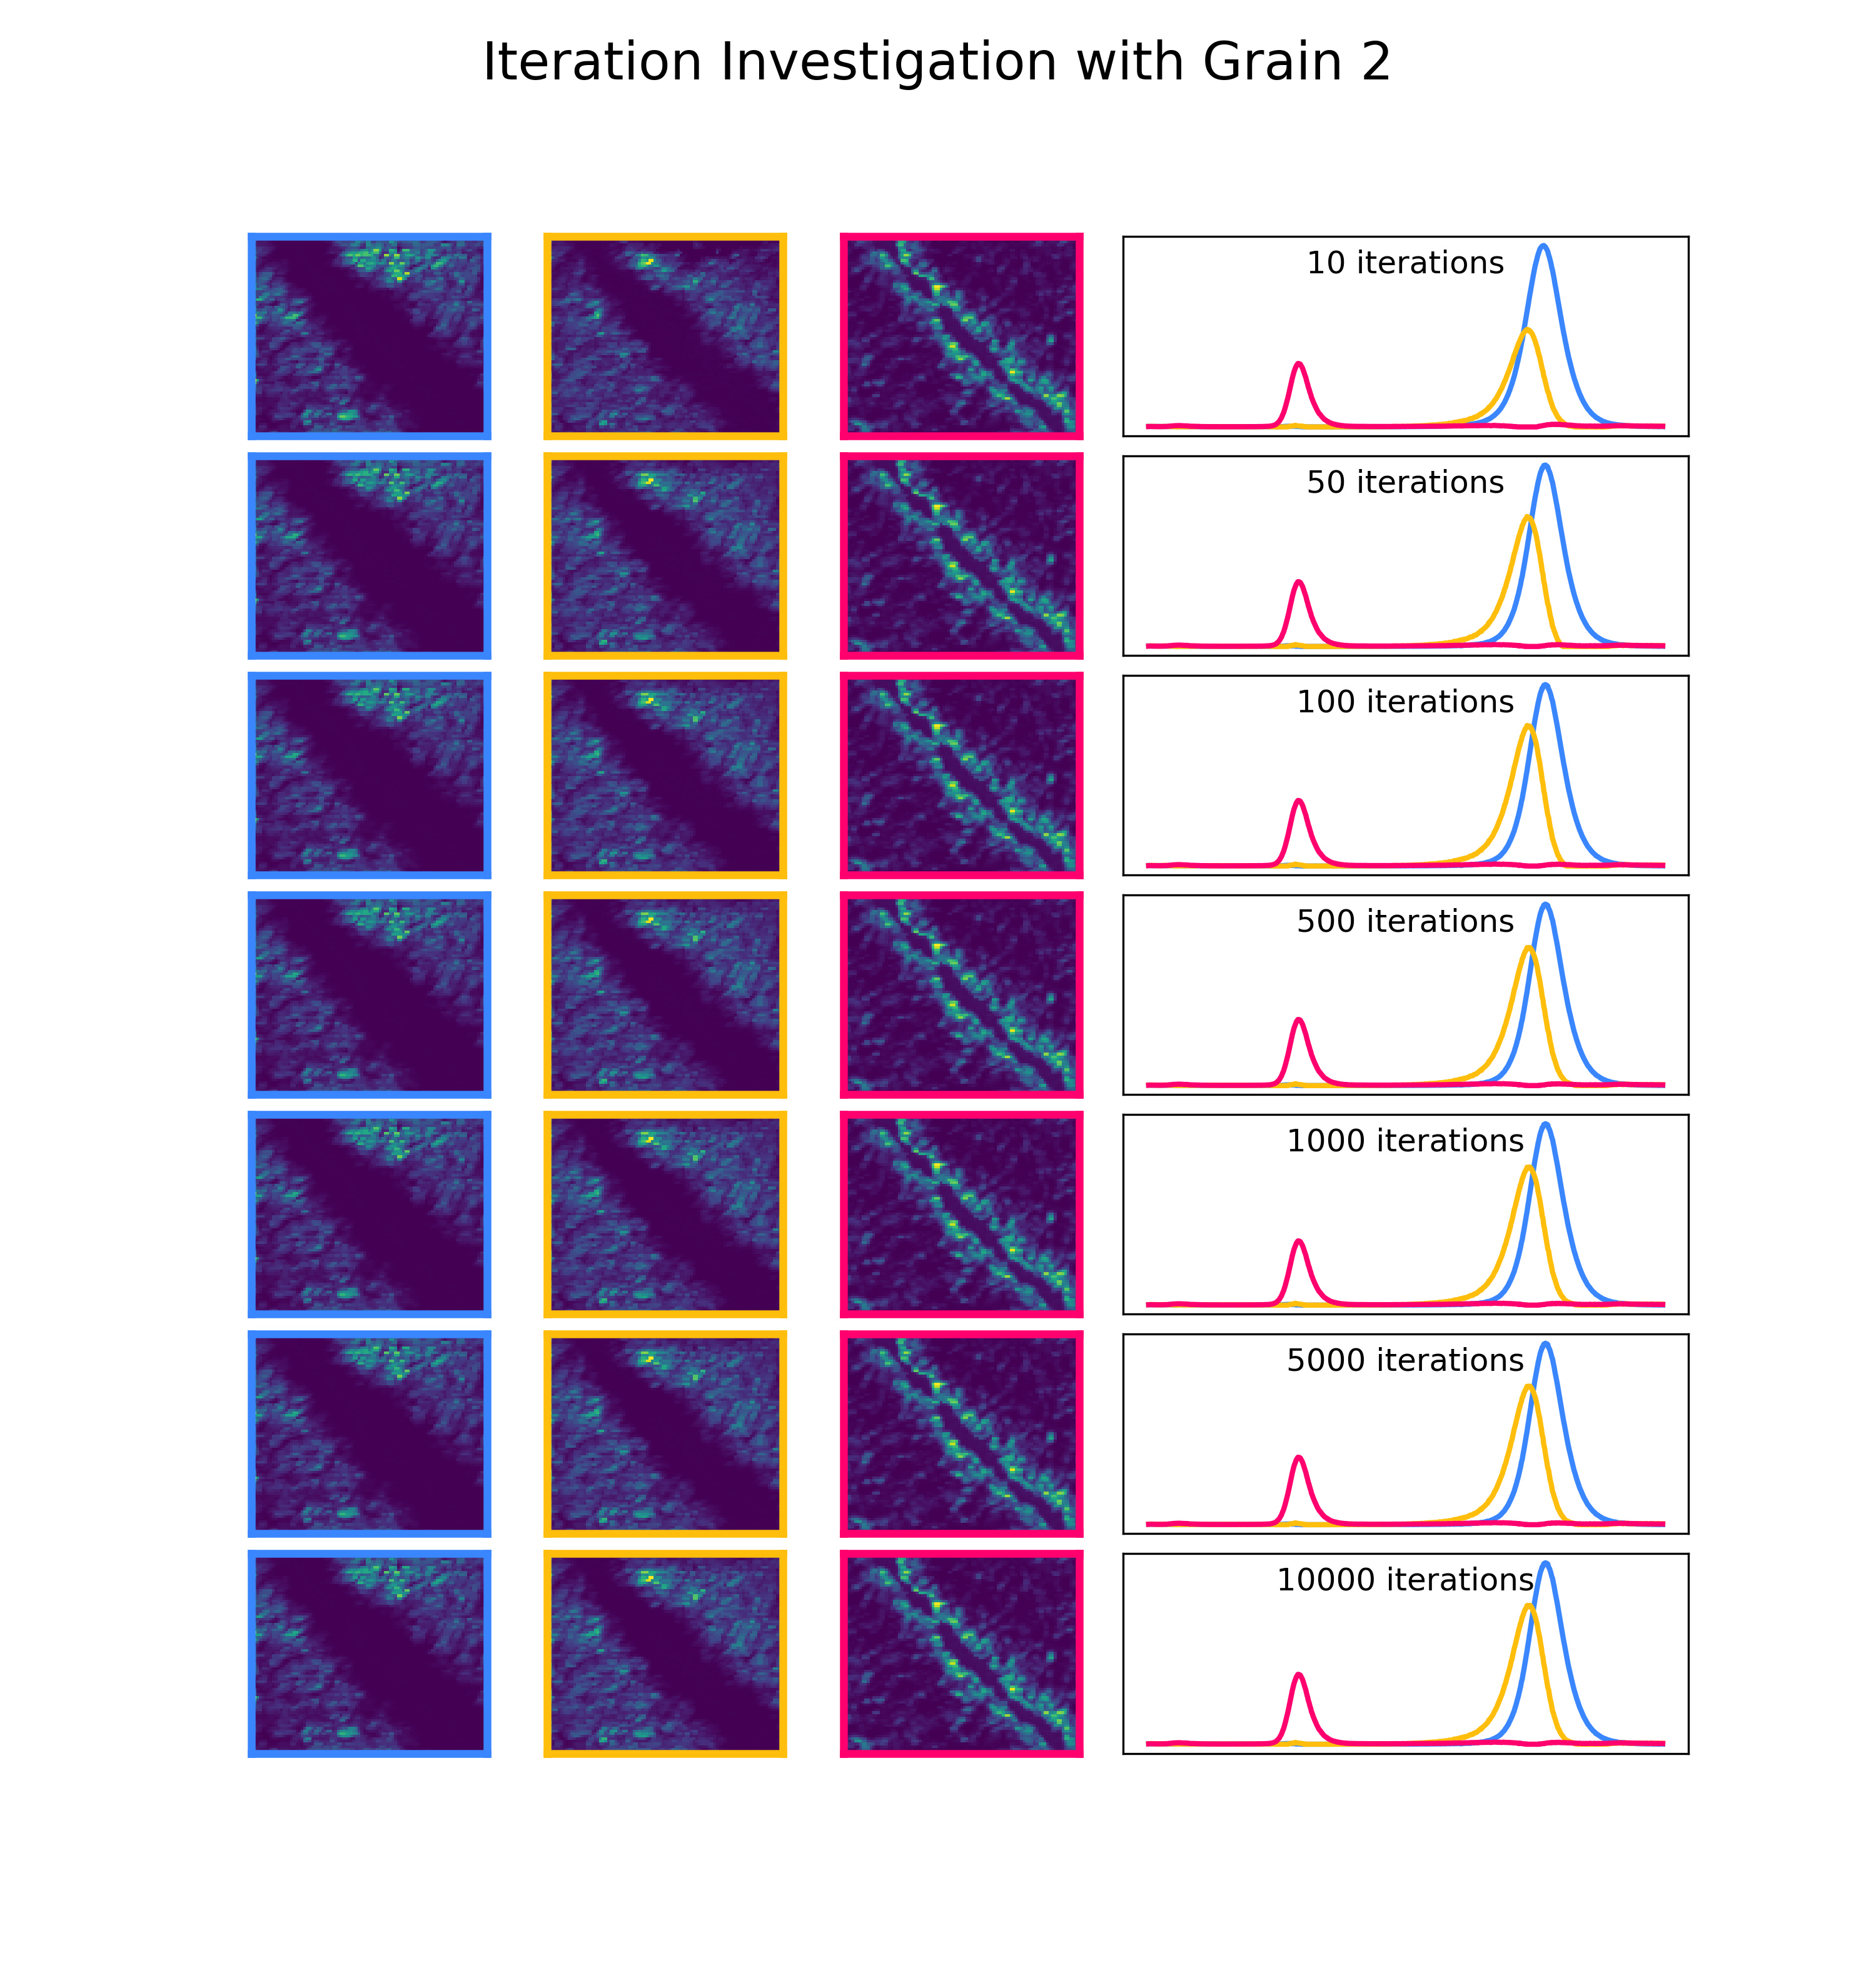 Iteration Investigation with Grain 2
10 iterations
50 iterations
100 iterations
500 iterations
1000 iterations
5000 iterations
10000 iterations